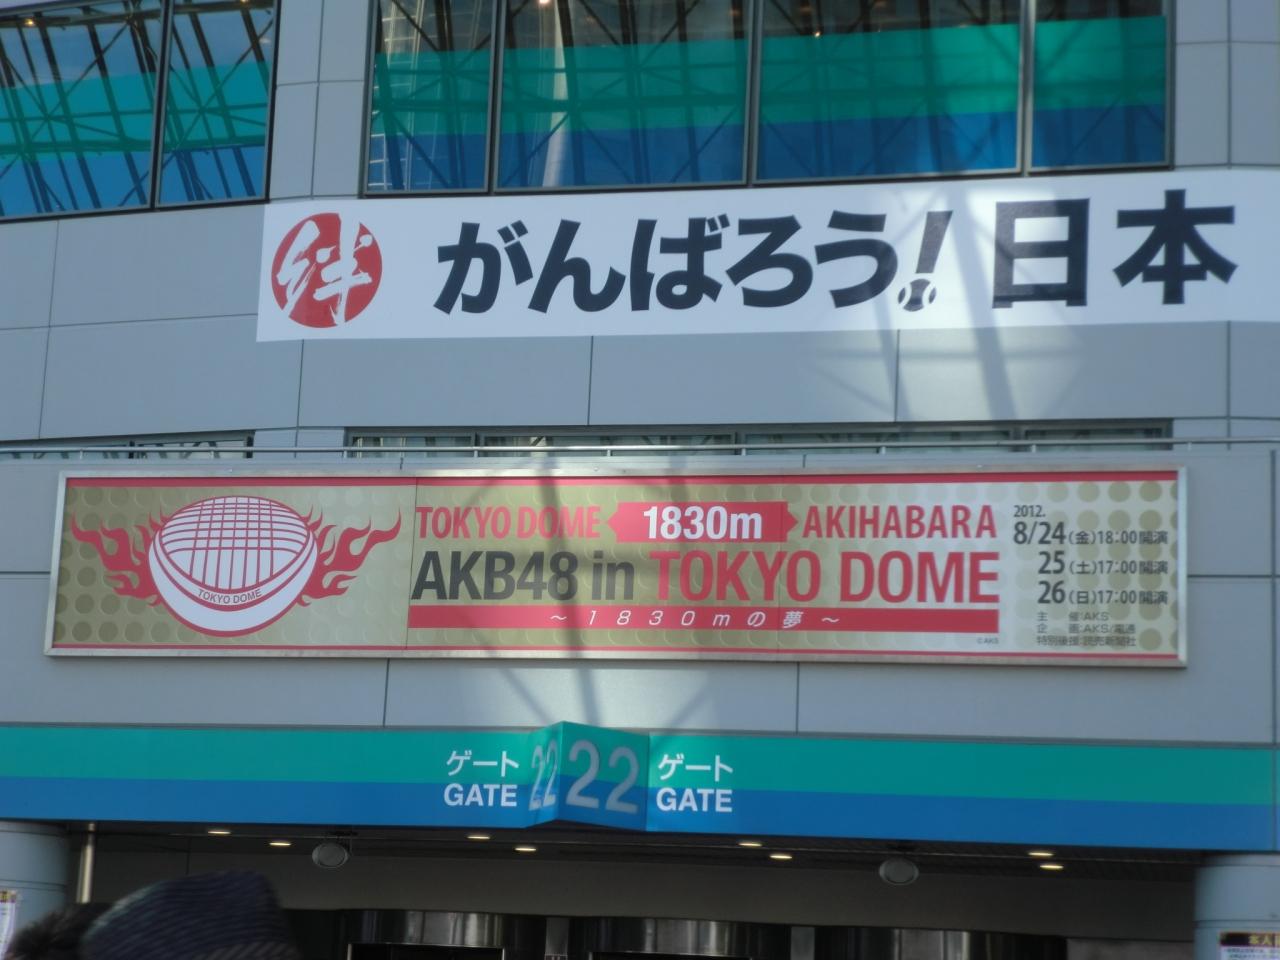 絆 がんばろう!日本
TOKYO DOME
TOKYO DOME 1830m AKIHABARA
AKB48 in TOKYO DOME
~1830mの夢~
©AKS
2012.
8/24(金)18:00開演
25(土)17:00開演
26(日)17:00開演
主 催:AKS
企 画:AKS/電通
特別後援:読売新聞社
ゲート 22 22 ゲート
GATE GATE